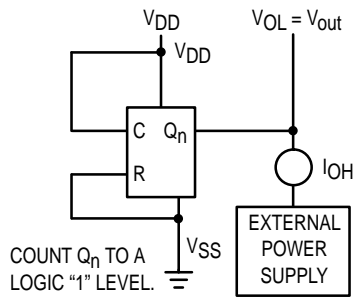 VDD
VOL = Vout
VDD
C
Qn
R
IOH
VSS
EXTERNAL
POWER
SUPPLY
COUNT Qn TO A
LOGIC “1” LEVEL.